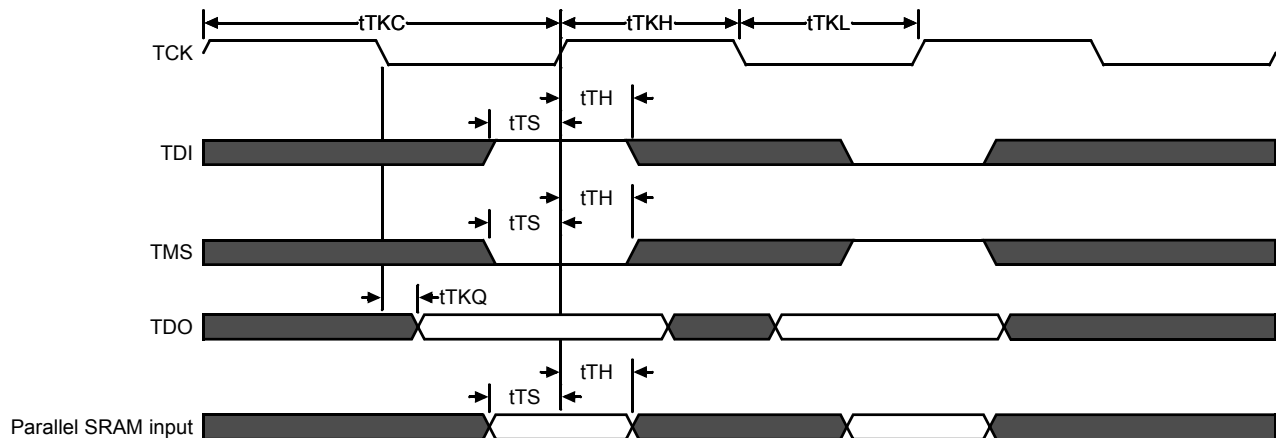 tTKC
tTKH
tTKL
TCK
tTH
tTS
TDI
tTH
tTS
TMS
tTKQ
TDO
tTH
tTS
Parallel SRAM input